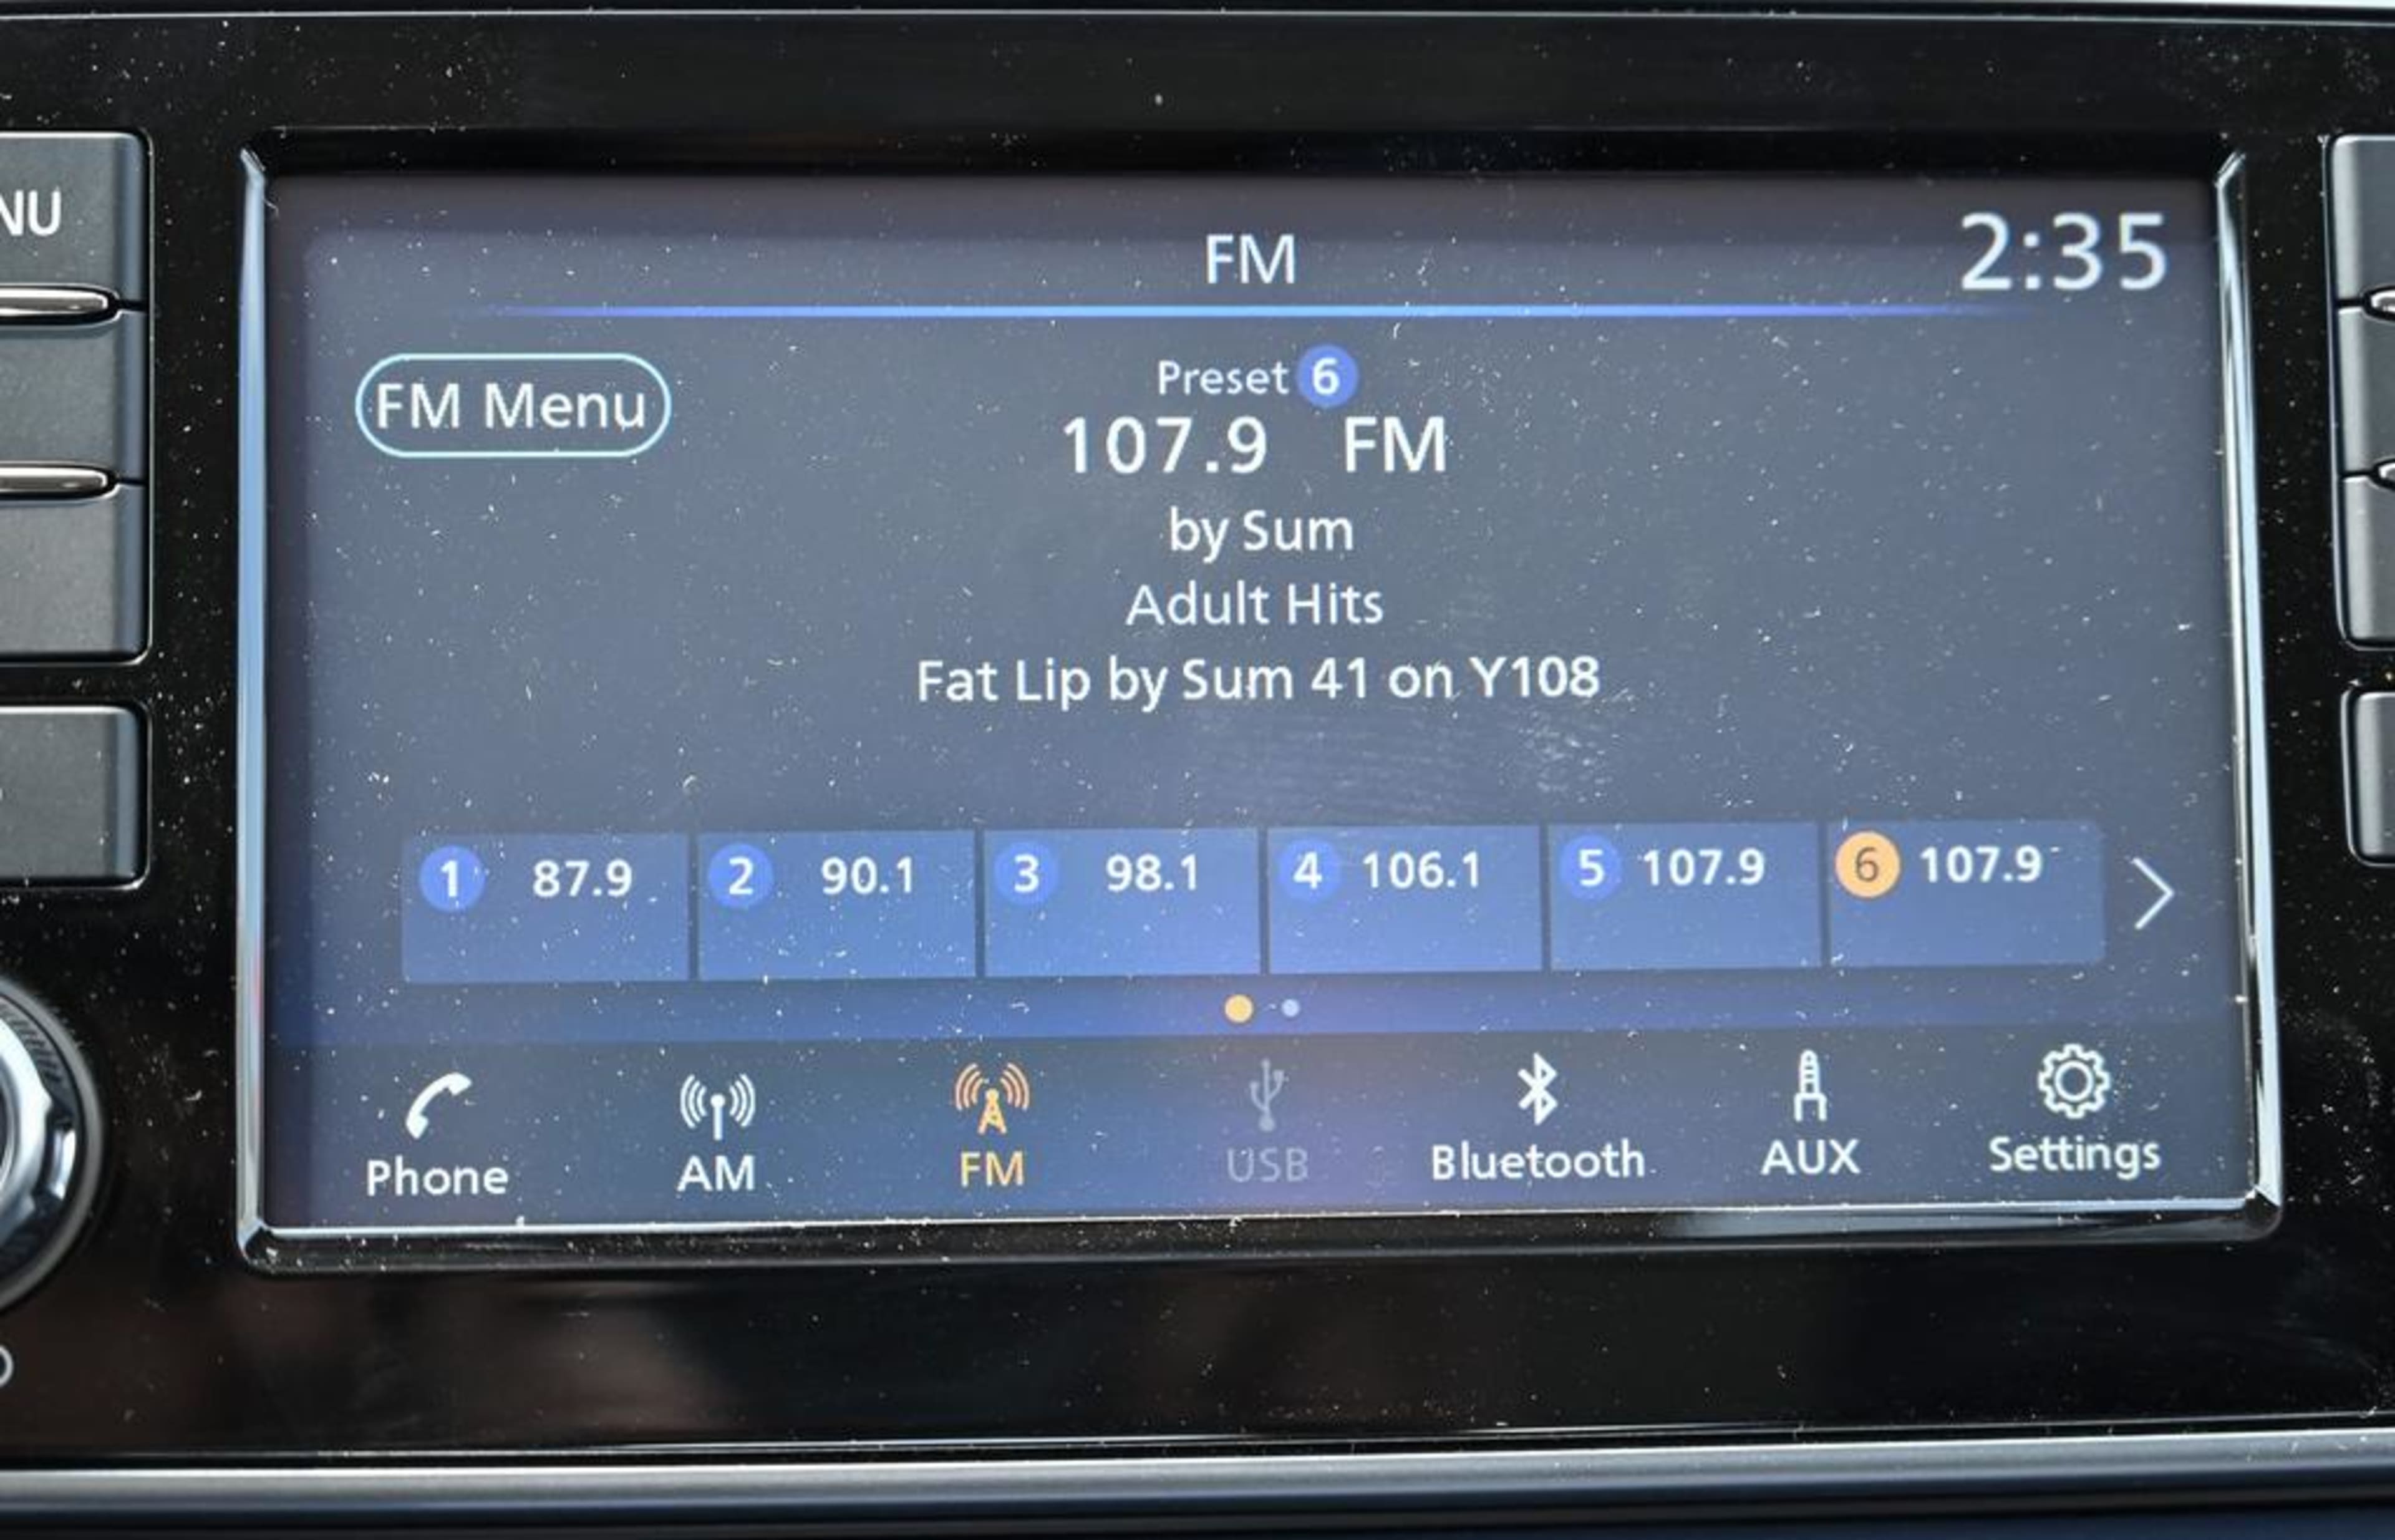 NU
FM 2:35
FM Menu
Preset 6
107.9 FM
by Sum
Adult Hits
Fat Lip by Sum 41 on Y108
1 87.9 2 90.1 3 98.1 4 106.1 5 107.9 6 107.9
Phone AM FM USB Bluetooth AUX Settings